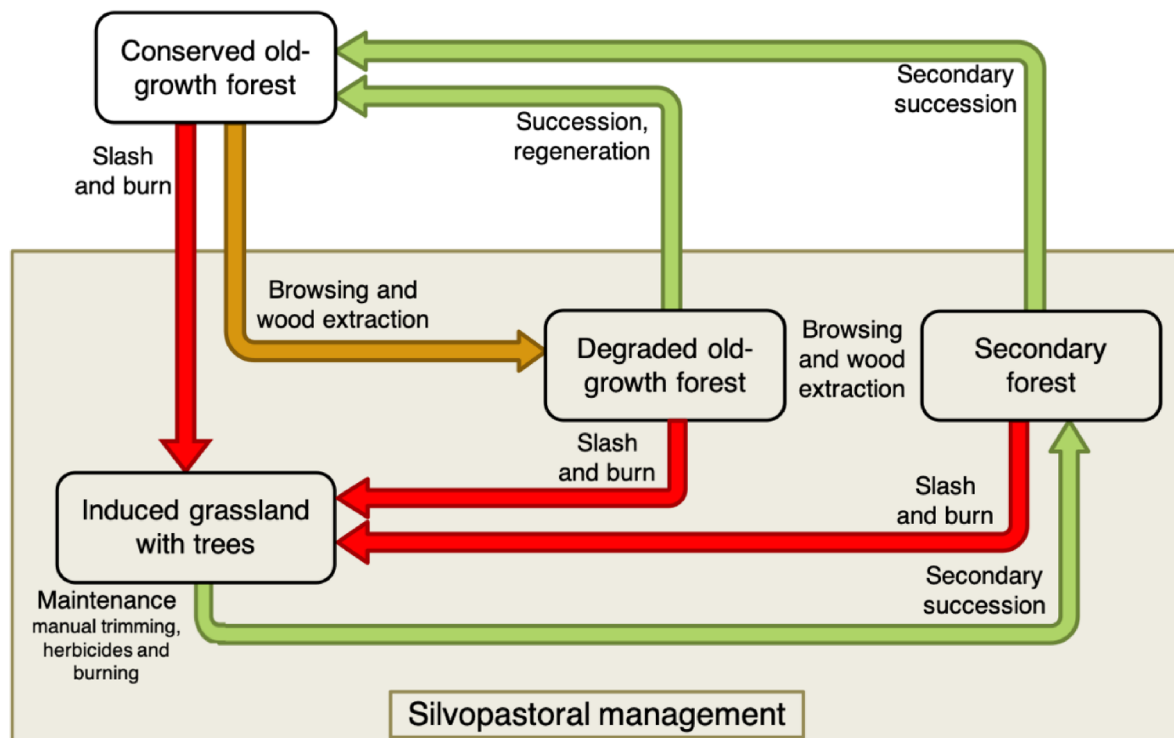 Conserved old-
growth forest
Secondary
succession
Succession,
regeneration
Slash
and burn
Browsing and
wood extraction
Degraded old-
growth forest
Browsing
and wood
extraction
Secondary
forest
Slash
and burn
Slash
and burn
Induced grassland
with trees
Maintenance
manual trimming,
herbicides and
burning
Secondary
succession
Silvopastoral management